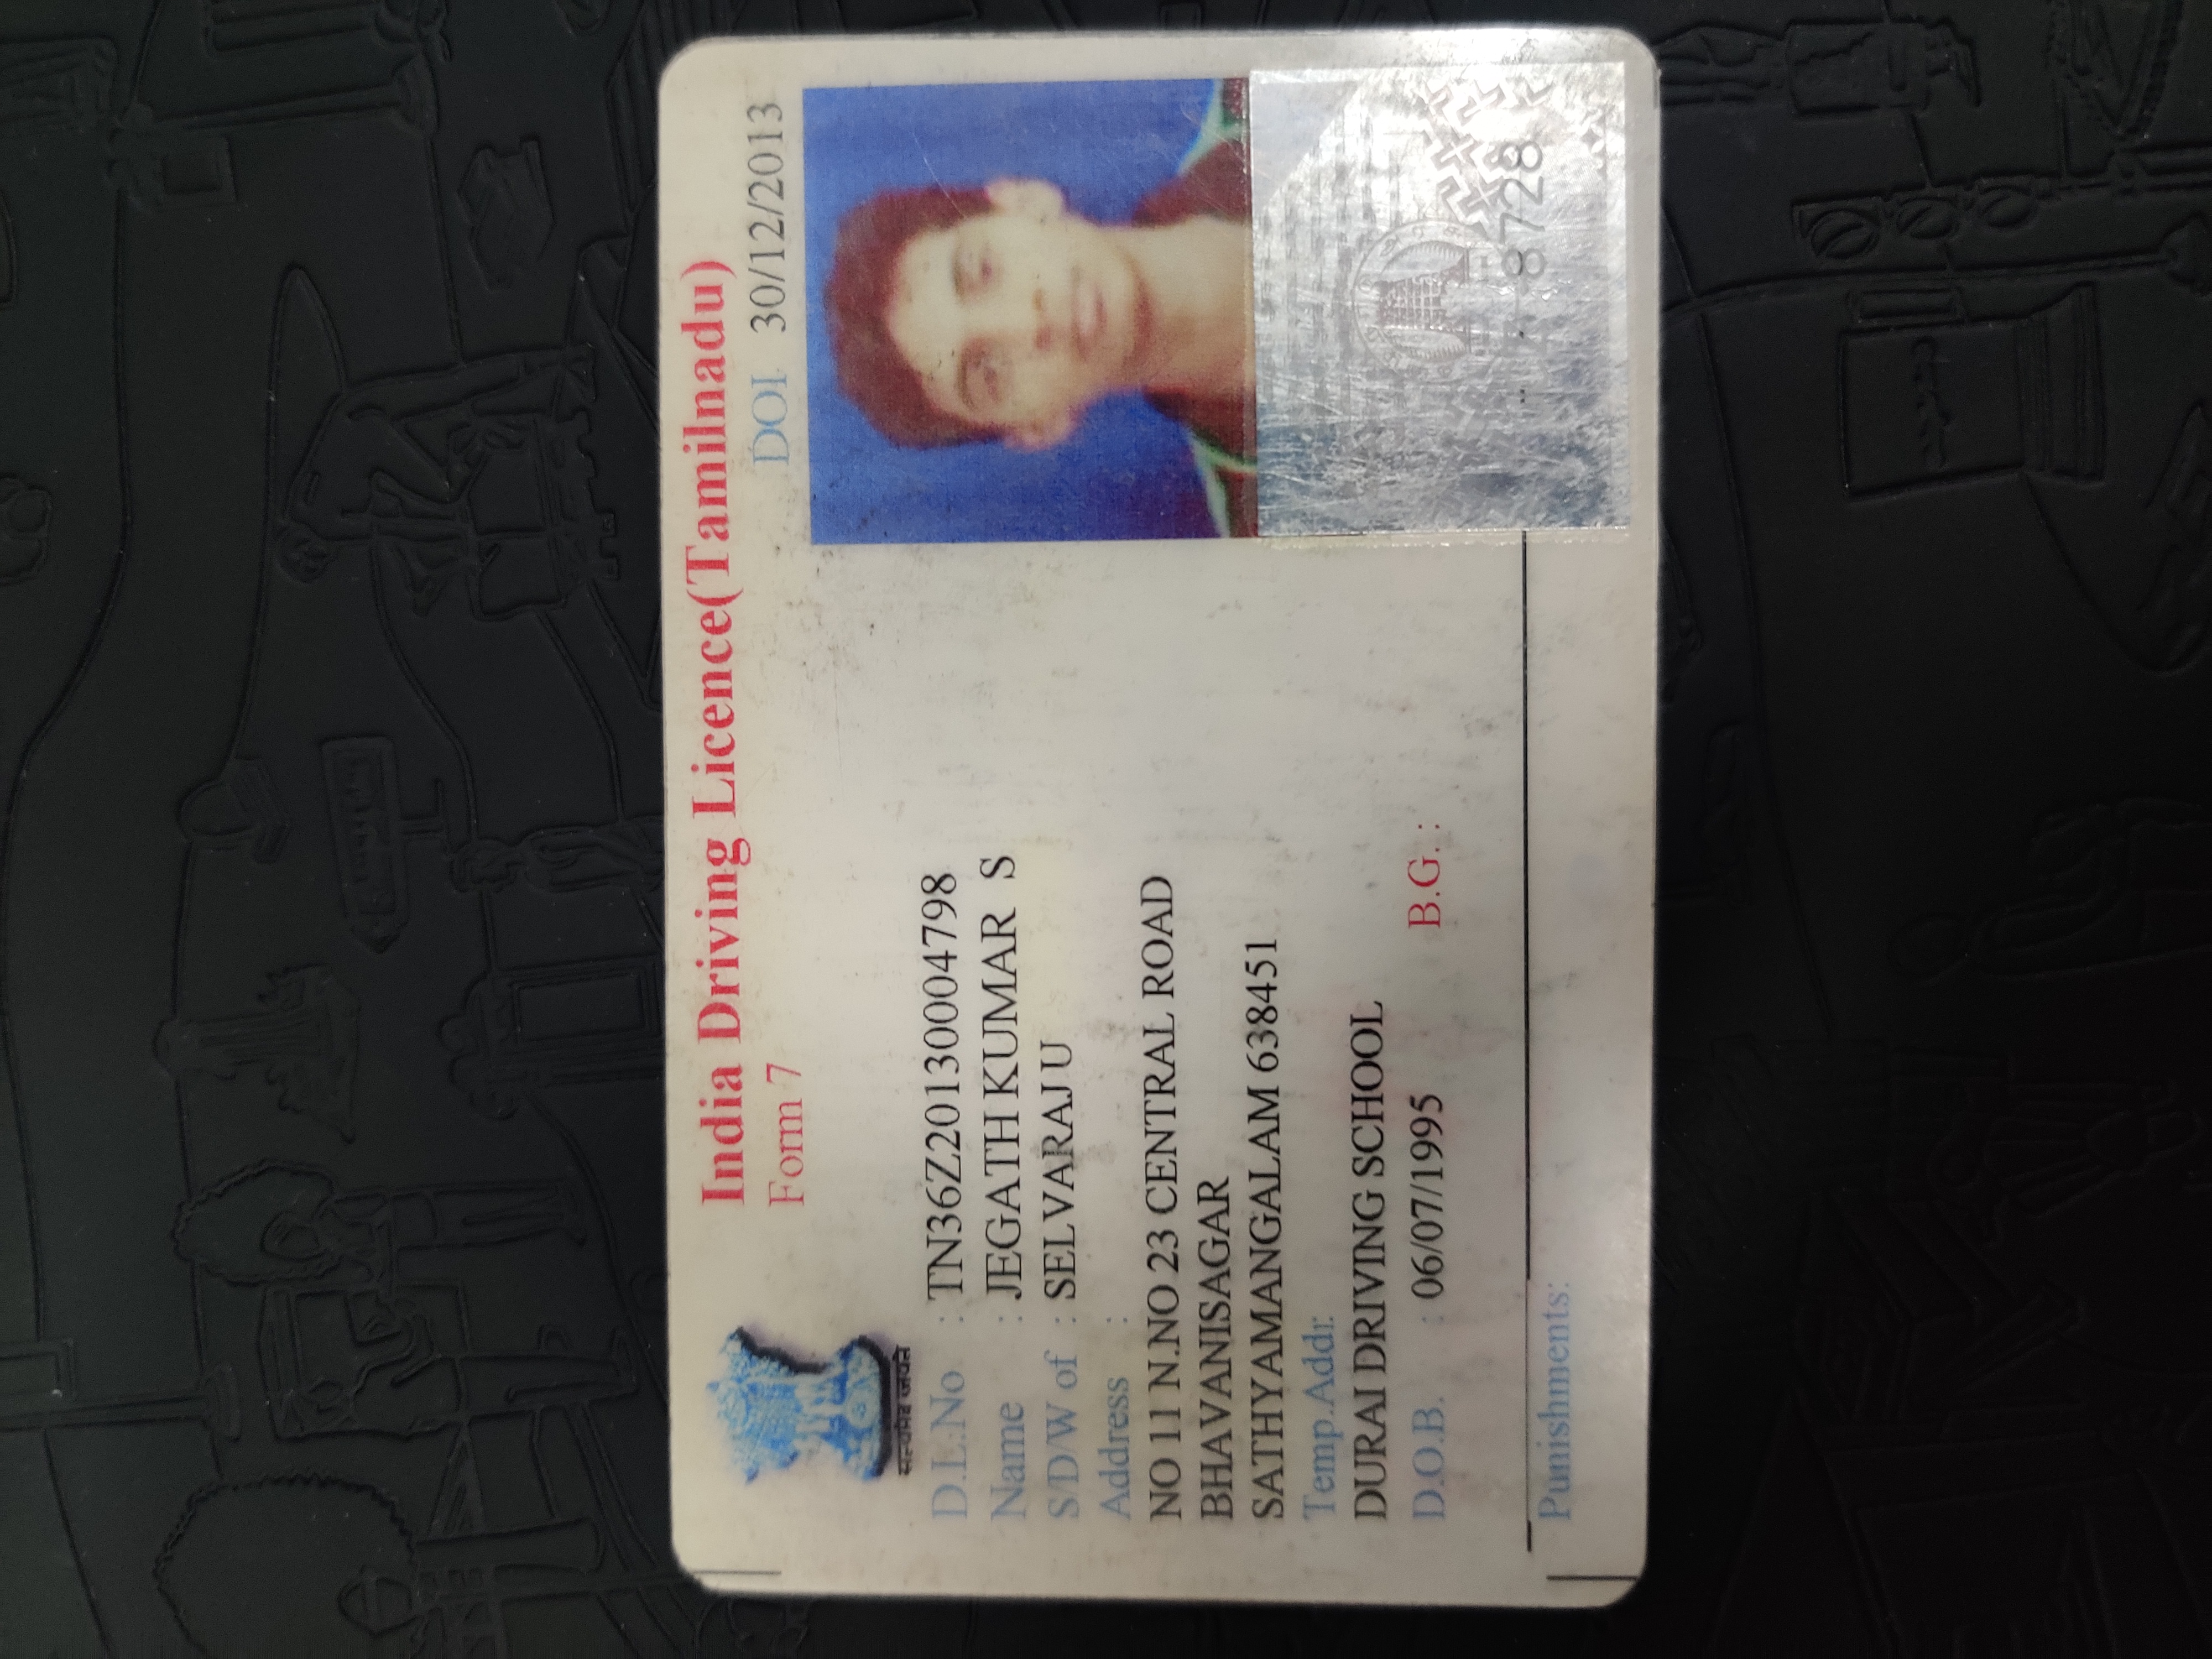 India Driving Licence(Tamilnadu)
Form 7
DOI 30/12/2013
सत्यमेव जयते
D.L.No : TN36Z20130004798
Name : JEGATH KUMAR S
S/D/W of : SELVARAJ U
Address :
NO 11 N.NO 23 CENTRAL ROAD
BHAVANISAGAR
SATHYAMANGALAM 638451
Temp.Addr:
DURAI DRIVING SCHOOL
D.O.B. : 06/07/1995 B.G. :
8728
Punishments: